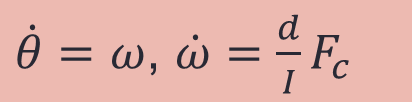 θ̇ = ω, ω̇ = d/I F_c